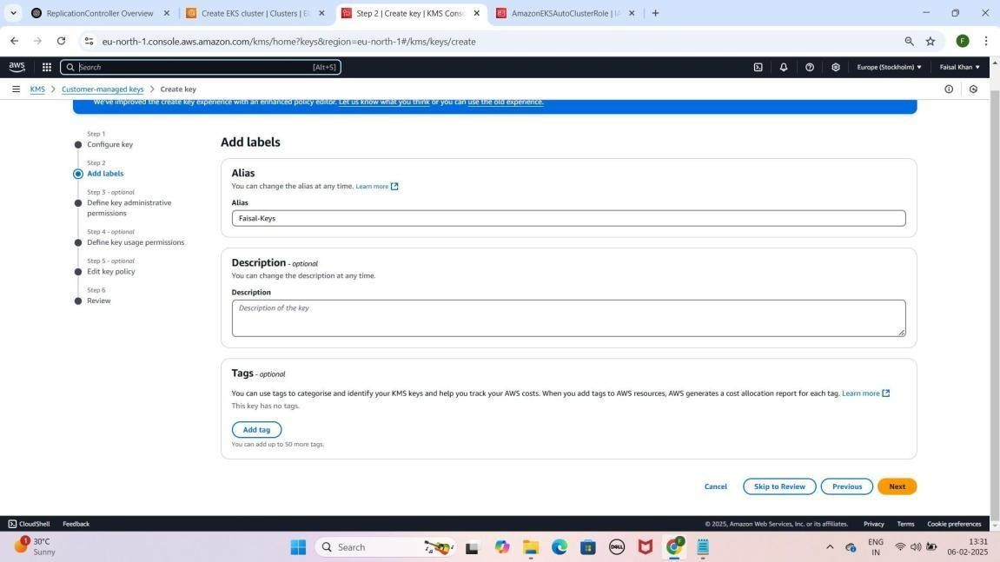 ReplicationController Overview
Create EKS cluster | Clusters | E
Step 2 | Create key | KMS Cons
AmazonEKSAutoClusterRole | IA
eu-north-1.console.aws.amazon.com/kms/home?keys&region=eu-north-1#/kms/keys/create
F
aws
Search
[Alt+S]
Europe (Stockholm)
Faisal Khan
KMS > Customer-managed keys > Create key
We've improved the create key experience with an enhanced policy editor. Let us know what you think or you can use the old experience.
Step 1
Configure key
Step 2
Add labels
Step 3 - optional
Define key administrative
permissions
Step 4 - optional
Define key usage permissions
Step 5 - optional
Edit key policy
Step 6
Review
Add labels
Alias
You can change the alias at any time. Learn more
Alias
Faisal-Keys
Description - optional
You can change the description at any time.
Description
Description of the key
Tags - optional
You can use tags to categorise and identify your KMS keys and help you track your AWS costs. When you add tags to AWS resources, AWS generates a cost allocation report for each tag. Learn more
This key has no tags.
Add tag
You can add up to 50 more tags.
Cancel
Skip to Review
Previous
Next
CloudShell
Feedback
© 2025, Amazon Web Services, Inc. or its affiliates.
Privacy
Terms
Cookie preferences
1
30°C
Sunny
Search
DELL
F
ENG
IN
13:31
06-02-2025